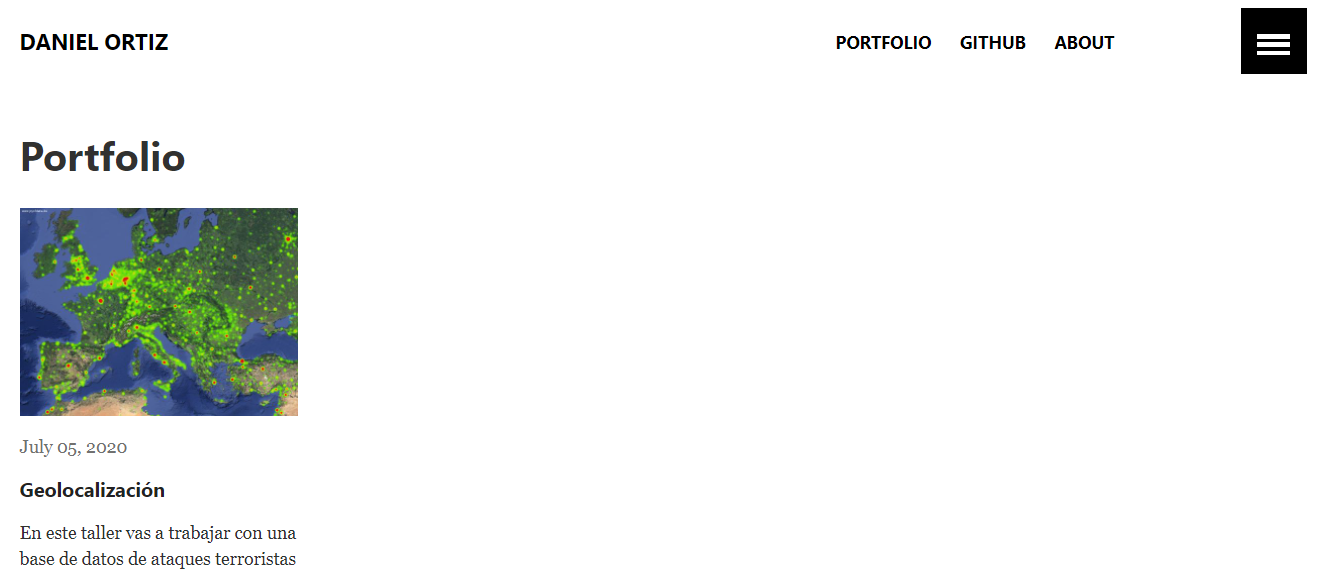 DANIEL ORTIZ
PORTFOLIO GITHUB ABOUT
Portfolio
July 05, 2020
Geolocalización
En este taller vas a trabajar con una
base de datos de ataques terroristas